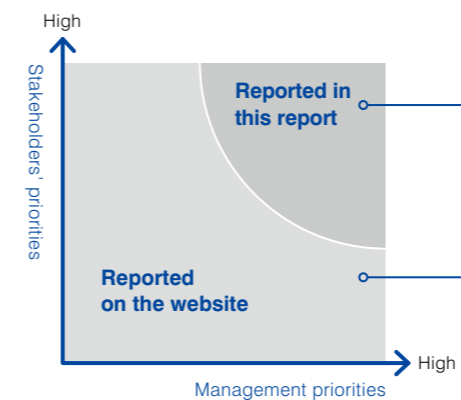 High
Stakeholders' priorities
Reported in
this report
Reported
on the website
High
Management priorities